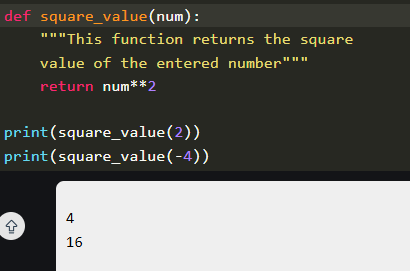 def square_value(num):
    """This function returns the square
    value of the entered number"""
    return num**2
print(square_value(2))
print(square_value(-4))
4
16